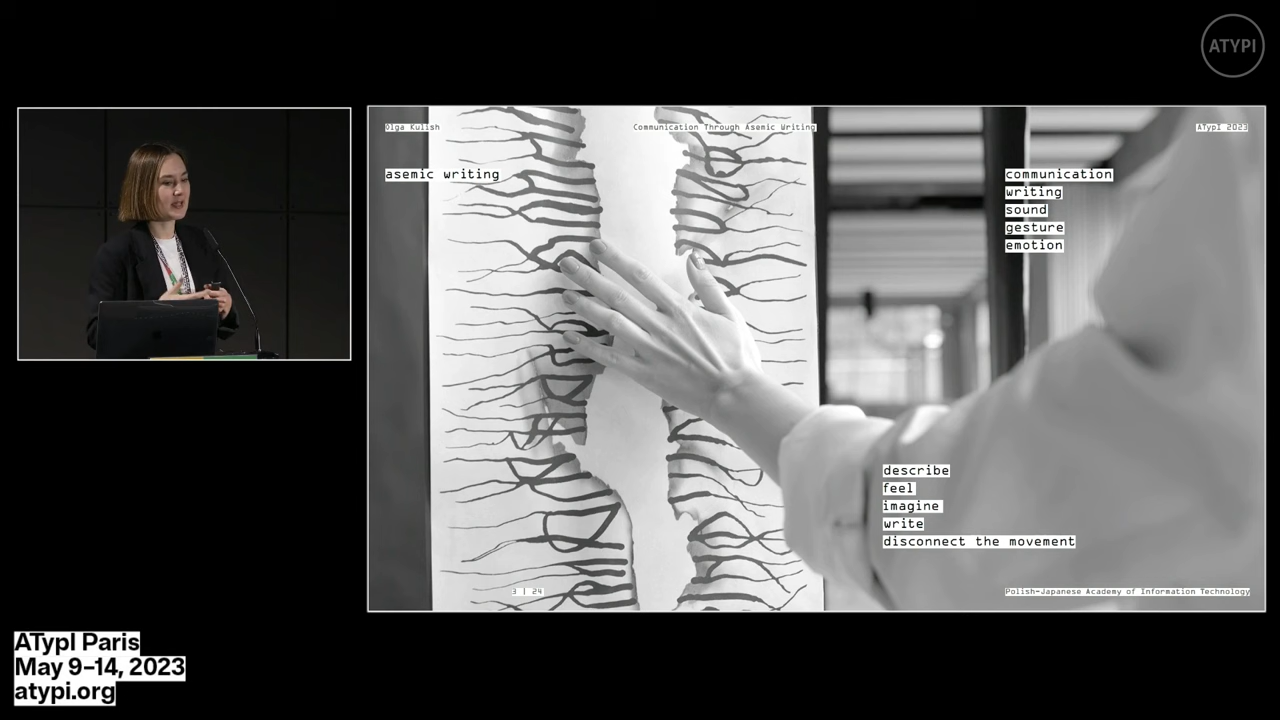 ATYPI
Olga Kulish
Communication Through Asemic Writing
ATypI 2023
asemic writing
communication
writing
sound
gesture
emotion
describe
feel
imagine
write
disconnect the movement
3 | 24
Polish-Japanese Academy of Information Technology
ATypI Paris
May 9–14, 2023
atypi.org